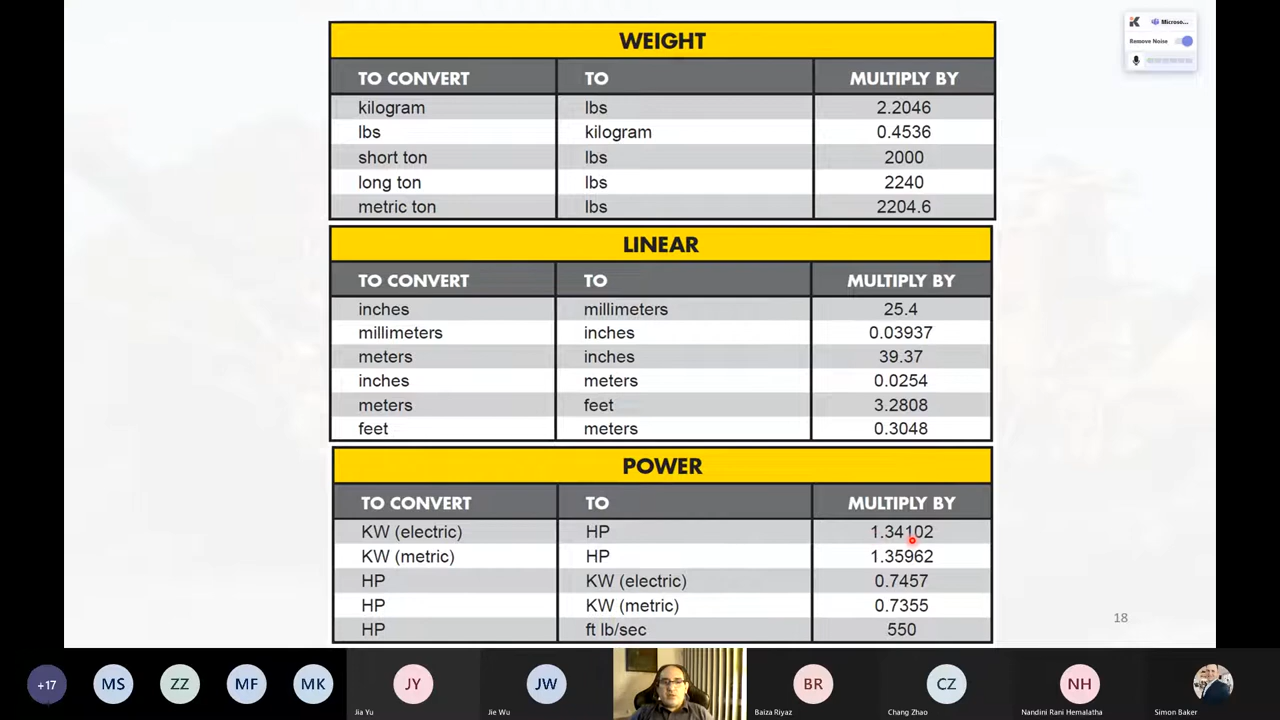 WEIGHT
TO CONVERT TO MULTIPLY BY
kilogram lbs 2.2046
lbs kilogram 0.4536
short ton lbs 2000
long ton lbs 2240
metric ton lbs 2204.6
LINEAR
TO CONVERT TO MULTIPLY BY
inches millimeters 25.4
millimeters inches 0.03937
meters inches 39.37
inches meters 0.0254
meters feet 3.2808
feet meters 0.3048
POWER
TO CONVERT TO MULTIPLY BY
KW (electric) HP 1.34102
KW (metric) HP 1.35962
HP KW (electric) 0.7457
HP KW (metric) 0.7355
HP ft lb/sec 550
Microso...
Remove Noise
18
+17 MS ZZ MF MK JY JW BR CZ NH
Jia Yu Jie Wu Baiza Riyaz Chang Zhao Nandini Rani Hemalatha Simon Baker